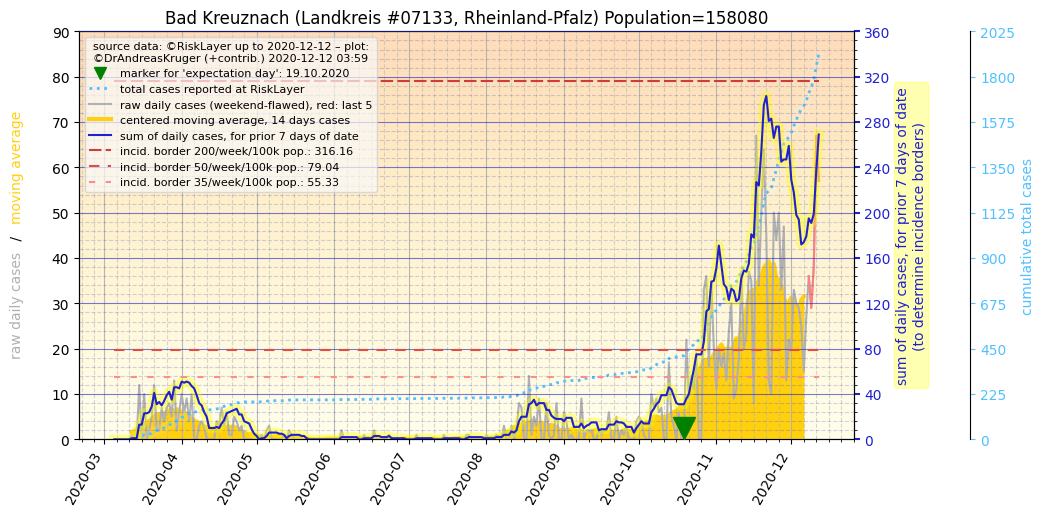 Bad Kreuznach (Landkreis #07133, Rheinland-Pfalz) Population=158080
source data: ©RiskLayer up to 2020-12-12 – plot:
©DrAndreasKruger (+contrib.) 2020-12-12 03:59
marker for 'expectation day': 19.10.2020
total cases reported at RiskLayer
raw daily cases (weekend-flawed), red: last 5
centered moving average, 14 days cases
sum of daily cases, for prior 7 days of date
incid. border 200/week/100k pop.: 316.16
incid. border 50/week/100k pop.: 79.04
incid. border 35/week/100k pop.: 55.33
raw daily cases / moving average
90
80
70
60
50
40
30
20
10
0
360
320
280
240
200
160
120
80
40
0
sum of daily cases, for prior 7 days of date
(to determine incidence borders)
2025
1800
1575
1350
1125
900
675
450
225
0
cumulative total cases
2020-03
2020-04
2020-05
2020-06
2020-07
2020-08
2020-09
2020-10
2020-11
2020-12